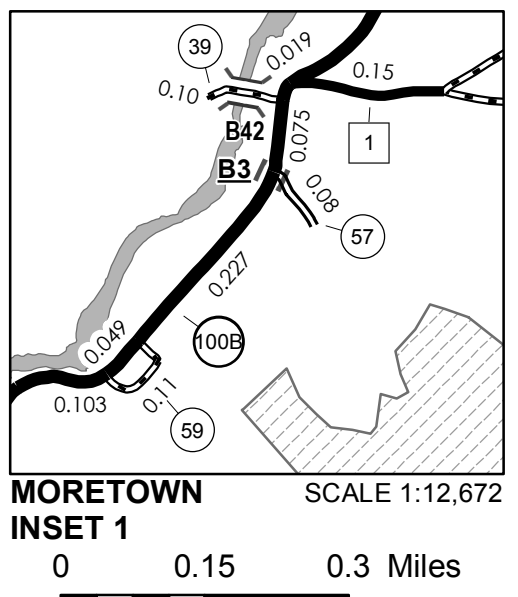 39
0.019
0.15
0.10
B42
0.075
1
B3
0.08
57
0.227
0.049
100B
0.103
0.11
59
MORETOWN SCALE 1:12,672
INSET 1
0 0.15 0.3 Miles